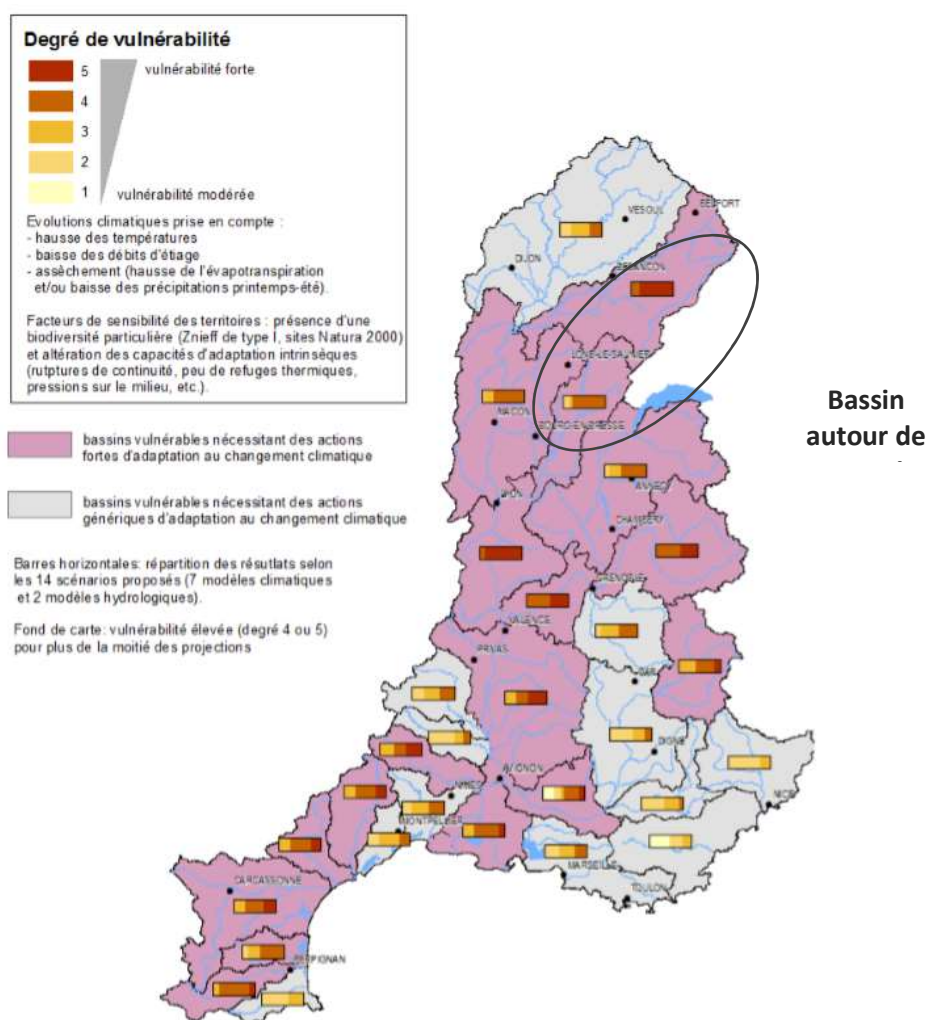 Degré de vulnérabilité
5
vulnérabilité forte
4
3
2
1
vulnérabilité modérée
Evolutions climatiques prise en compte :
- hausse des températures
- baisse des débits d'étiage
- assèchement (hausse de l'évapotranspiration
et/ou baisse des précipitations printemps-été).
Facteurs de sensibilité des territoires : présence d'une
biodiversité particulière (Znieff de type I, sites Natura 2000)
et altération des capacités d'adaptation intrinsèques
(rutptures de continuité, peu de refuges thermiques,
pressions sur le milieu, etc.).
bassins vulnérables nécessitant des actions
fortes d'adaptation au changement climatique
bassins vulnérables nécessitant des actions
génériques d'adaptation au changement climatique
Barres horizontales: répartition des résutlats selon
les 14 scénarios proposés (7 modèles climatiques
et 2 modèles hydrologiques).
Fond de carte: vulnérabilité élevée (degré 4 ou 5)
pour plus de la moitié des projections
BELFORT
VESOUL
DIJON
BESANCON
LONS-LE-SAUNIER
MACON
BOURG-EN-BRESSE
Bassin
autour de
ANNECY
LYON
CHAMBERY
GRENOBLE
VALENCE
PRIVAS
GAP
DIGNE
AVIGNON
NIMES
NICE
MONTPELLIER
MARSEILLE
TOULON
CARCASSONNE
PERPIGNAN